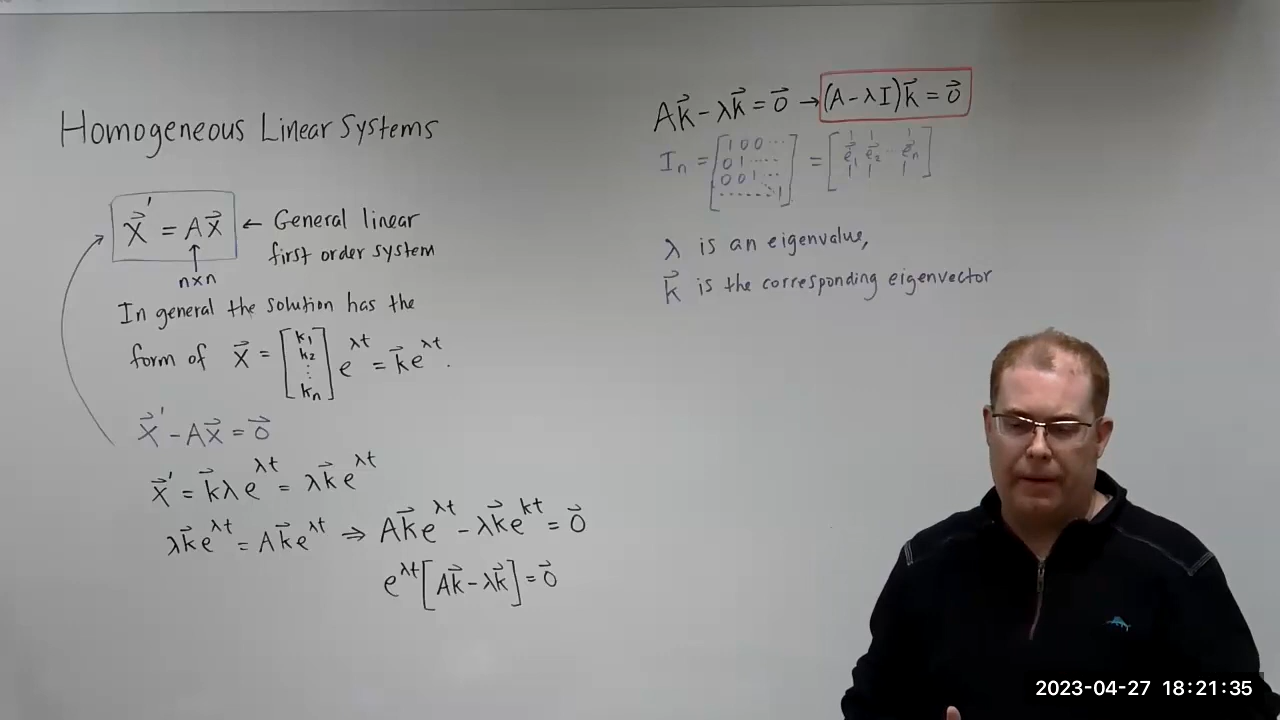 Homogeneous Linear Systems
X⃗' = AX⃗ ← General linear
first order system
↑
n×n
In general the solution has the
form of X⃗ = [k₁ k₂ ⋮ kₙ] e^λt = k⃗e^λt.
X⃗' - AX⃗ = 0⃗
X⃗' = k⃗λe^λt = λk⃗e^λt
λk⃗e^λt = Ak⃗e^λt ⇒ Ak⃗e^λt - λk⃗e^kt = 0⃗
e^λt[Ak⃗ - λk⃗] = 0⃗
Ak⃗ - λk⃗ = 0⃗ → (A - λI)k⃗ = 0⃗
Iₙ = [1 0 0 ⋯; 0 1 ⋯; 0 0 1 ⋯; ⋯ 1] = [e⃗₁ e⃗₂ ⋯ e⃗ₙ]
λ is an eigenvalue,
k⃗ is the corresponding eigenvector
2023-04-27 18:21:35